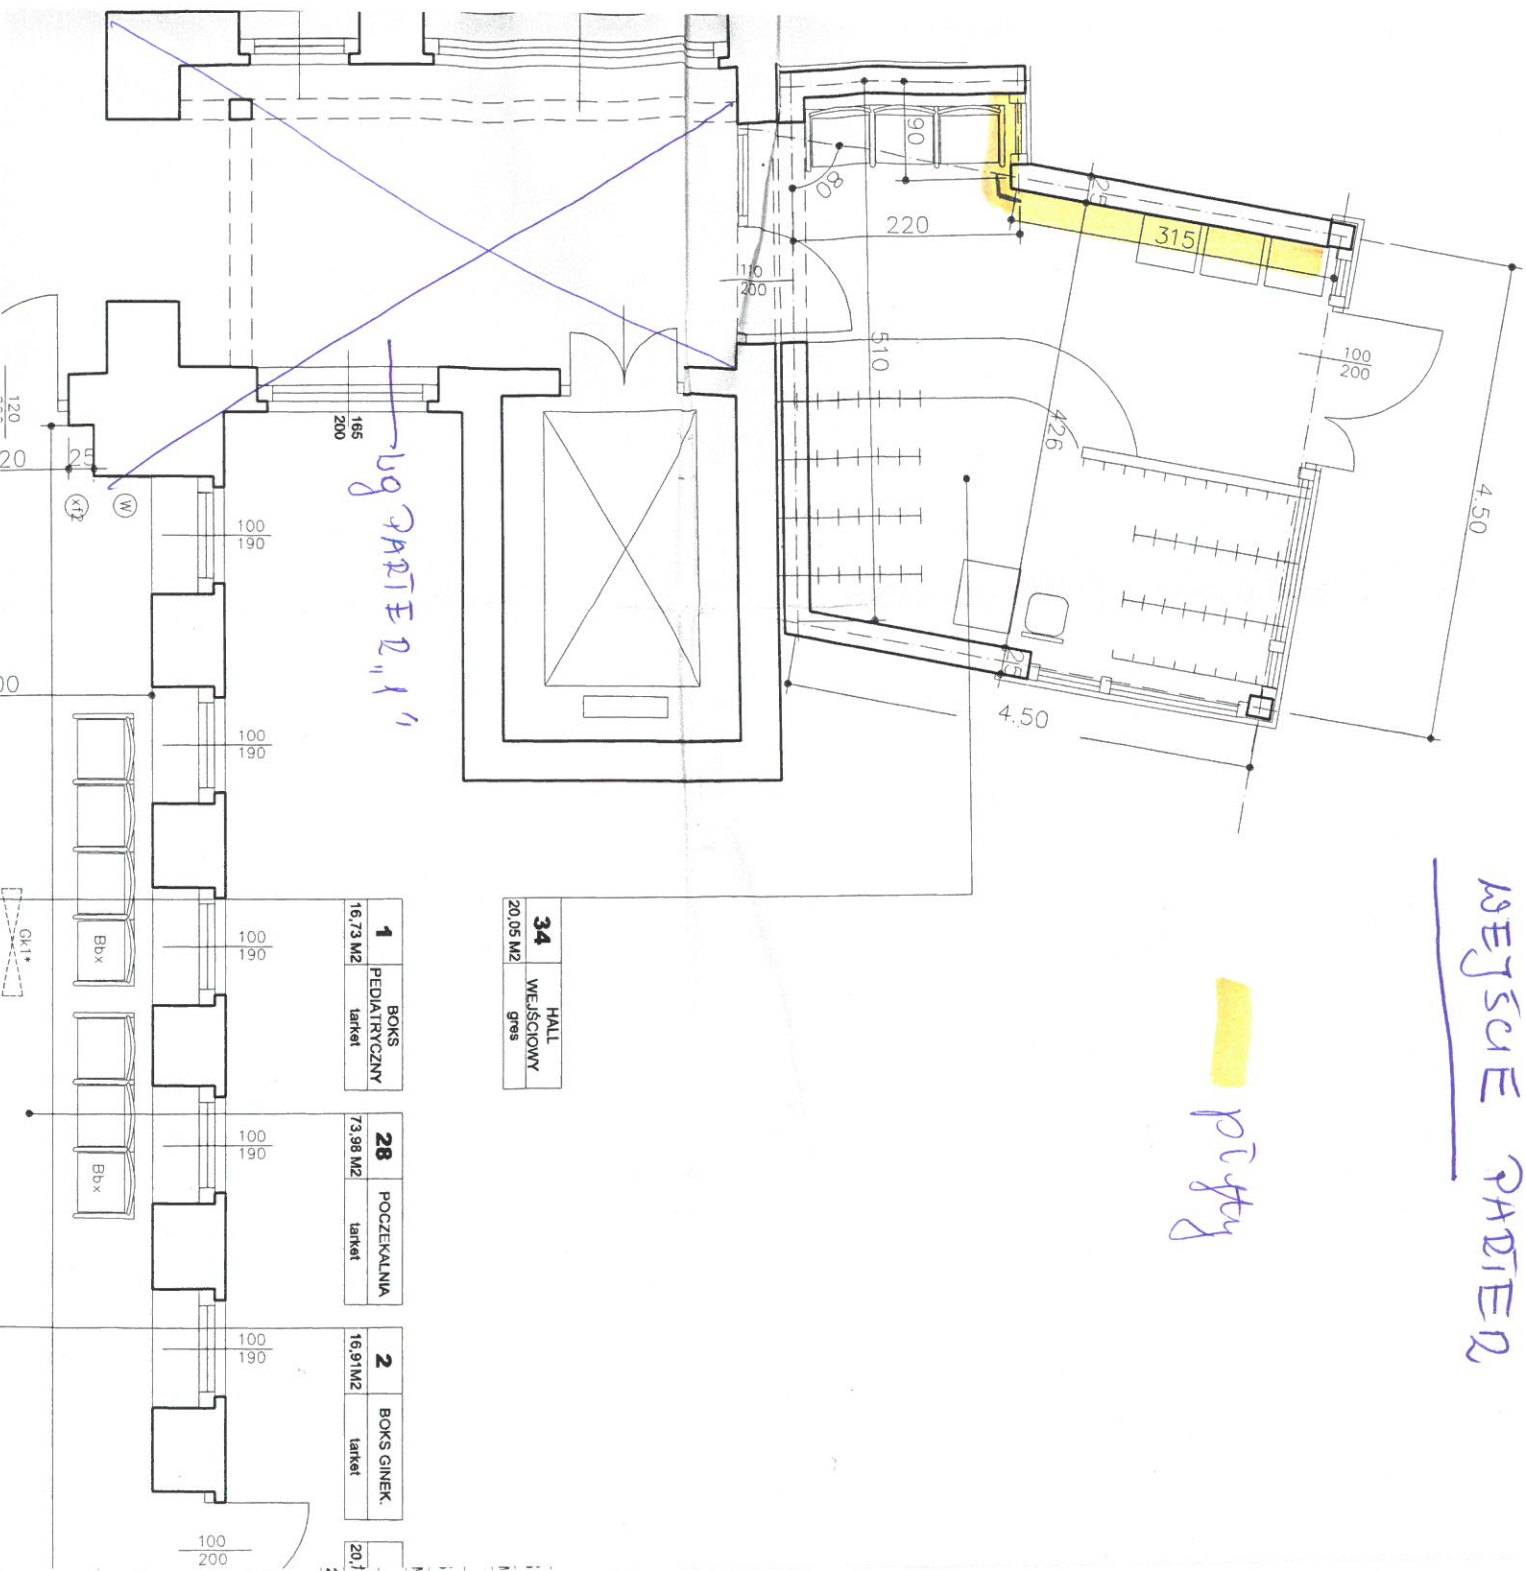 WEJŚCIE PARTER
płyty
wg PARTER „1"
90
80
220
25
315
110
200
510
426
100
200
4.50
25
4.50
165
200
120
20
25
xf2
W
100
190
100
190
100
190
100
190
100
190
100
200
00
Bbx
Bbx
Gk1*
34
HALL
WEJŚCIOWY
20,05 M2
gres
1
BOKS
PEDIATRYCZNY
16,73 M2
tarket
28
POCZEKALNIA
73,98 M2
tarket
2
BOKS GINEK.
16,91M2
tarket